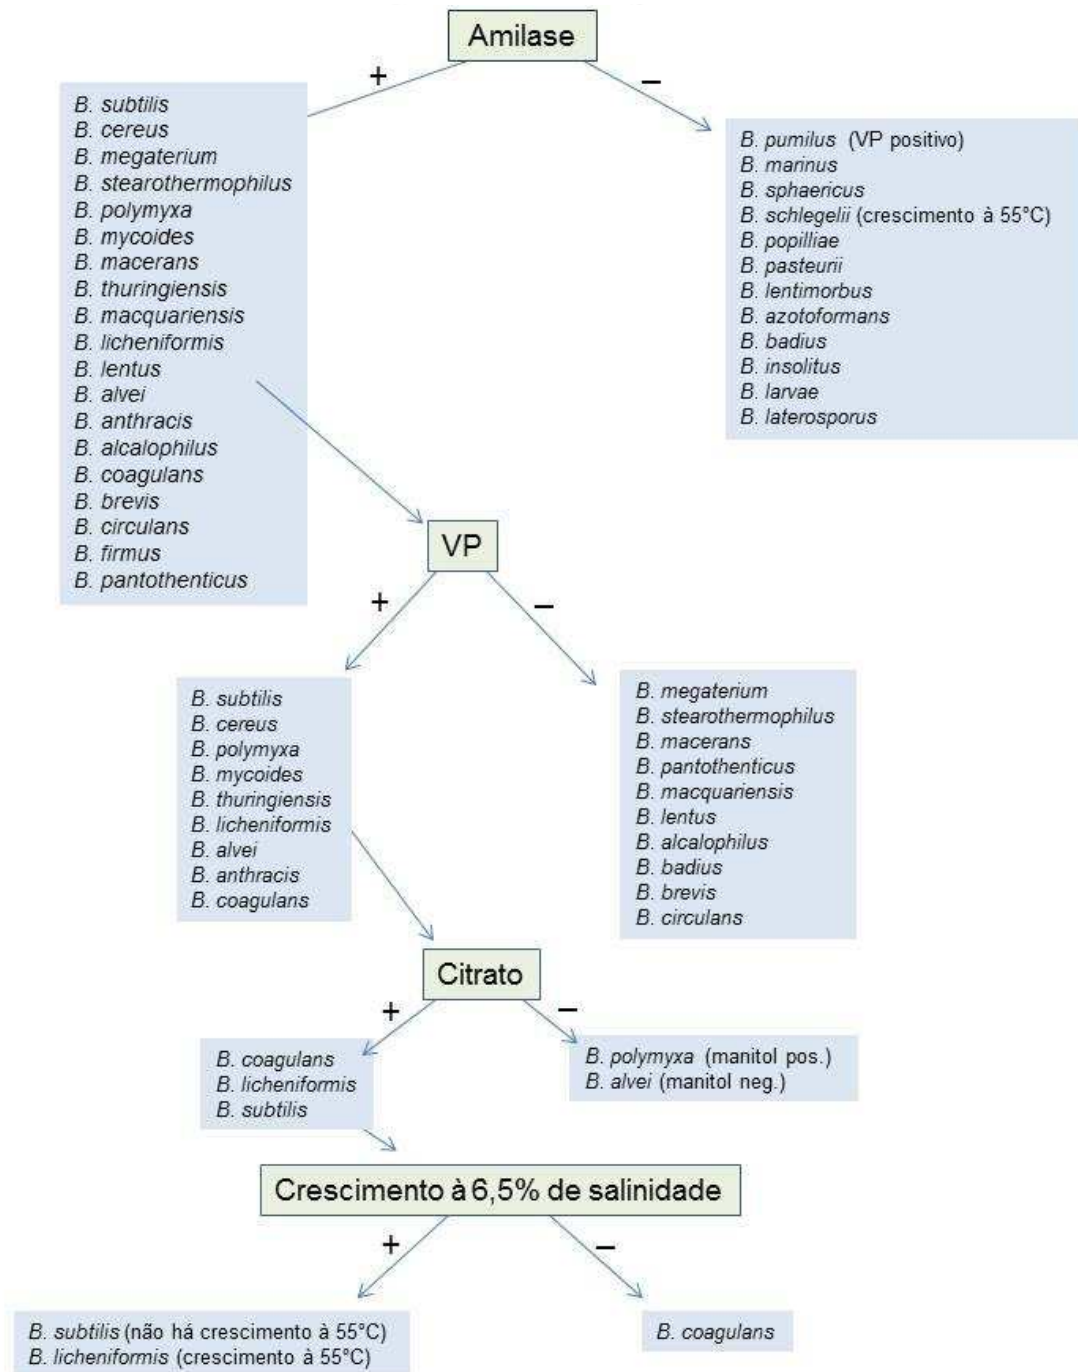 Amilase
+
–
B. subtilis
B. cereus
B. megaterium
B. stearothermophilus
B. polymyxa
B. mycoides
B. macerans
B. thuringiensis
B. macquariensis
B. licheniformis
B. lentus
B. alvei
B. anthracis
B. alcalophilus
B. coagulans
B. brevis
B. circulans
B. firmus
B. pantothenticus
B. pumilus (VP positivo)
B. marinus
B. sphaericus
B. schlegelii (crescimento à 55°C)
B. popilliae
B. pasteurii
B. lentimorbus
B. azotoformans
B. badius
B. insolitus
B. larvae
B. laterosporus
VP
+
–
B. subtilis
B. cereus
B. polymyxa
B. mycoides
B. thuringiensis
B. licheniformis
B. alvei
B. anthracis
B. coagulans
B. megaterium
B. stearothermophilus
B. macerans
B. pantothenticus
B. macquariensis
B. lentus
B. alcalophilus
B. badius
B. brevis
B. circulans
Citrato
+
–
B. coagulans
B. licheniformis
B. subtilis
B. polymyxa (manitol pos.)
B. alvei (manitol neg.)
Crescimento à 6,5% de salinidade
+
–
B. subtilis (não há crescimento à 55°C)
B. licheniformis (crescimento à 55°C)
B. coagulans